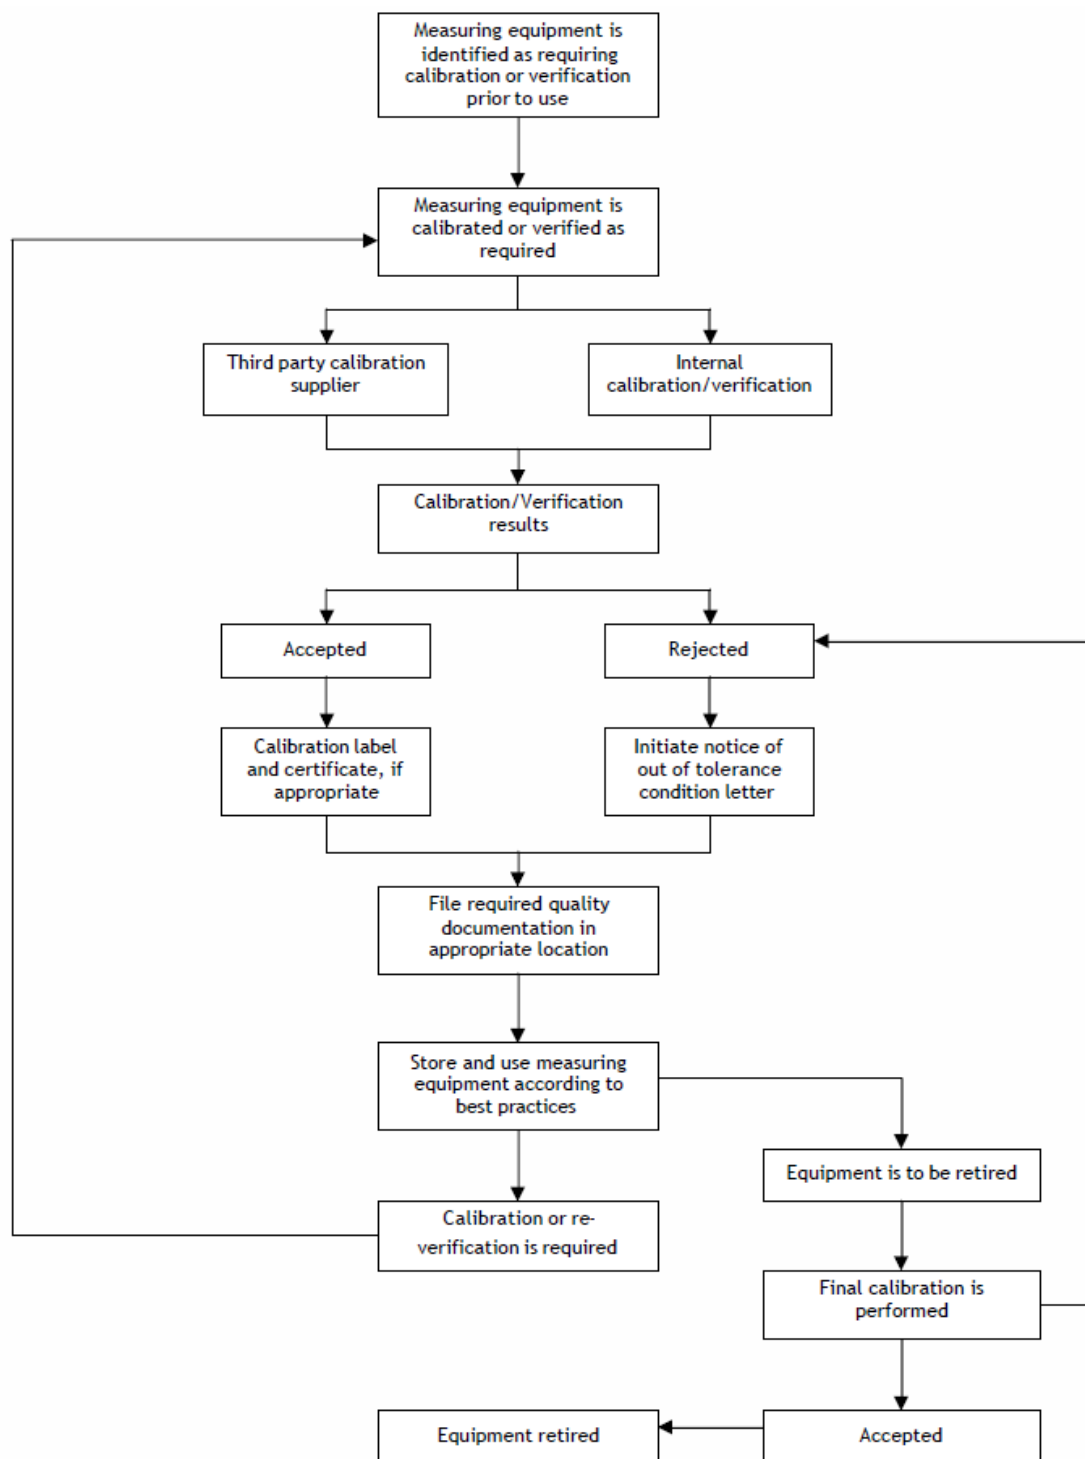 Measuring equipment is
identified as requiring
calibration or verification
prior to use
Measuring equipment is
calibrated or verified as
required
Third party calibration
supplier
Internal
calibration/verification
Calibration/Verification
results
Accepted
Rejected
Calibration label
and certificate, if
appropriate
Initiate notice of
out of tolerance
condition letter
File required quality
documentation in
appropriate location
Store and use measuring
equipment according to
best practices
Equipment is to be retired
Calibration or re-
verification is required
Final calibration is
performed
Equipment retired
Accepted